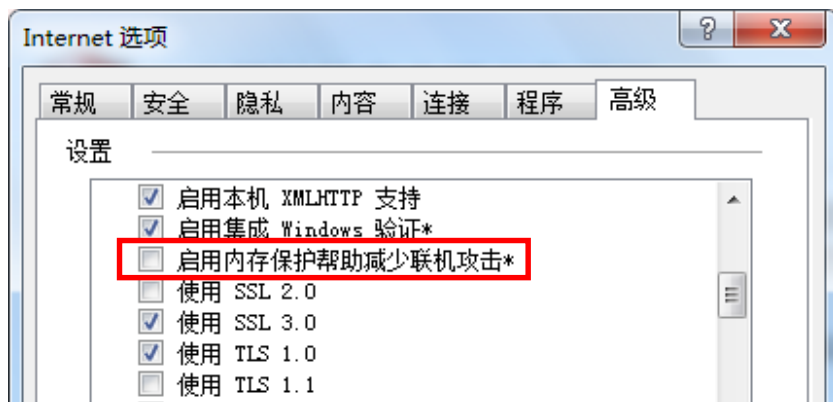 Internet 选项
常规 安全 隐私 内容 连接 程序 高级
设置
启用本机 XMLHTTP 支持
启用集成 Windows 验证*
启用内存保护帮助减少联机攻击*
使用 SSL 2.0
使用 SSL 3.0
使用 TLS 1.0
使用 TLS 1.1